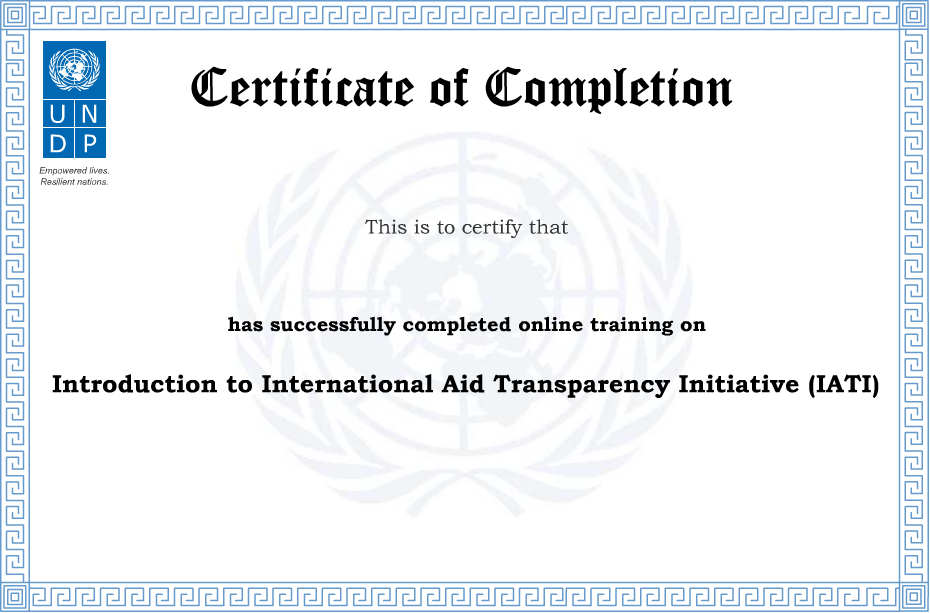 Certificate of Completion
U N
D P
Empowered lives.
Resilient nations.
This is to certify that
has successfully completed online training on
Introduction to International Aid Transparency Initiative (IATI)